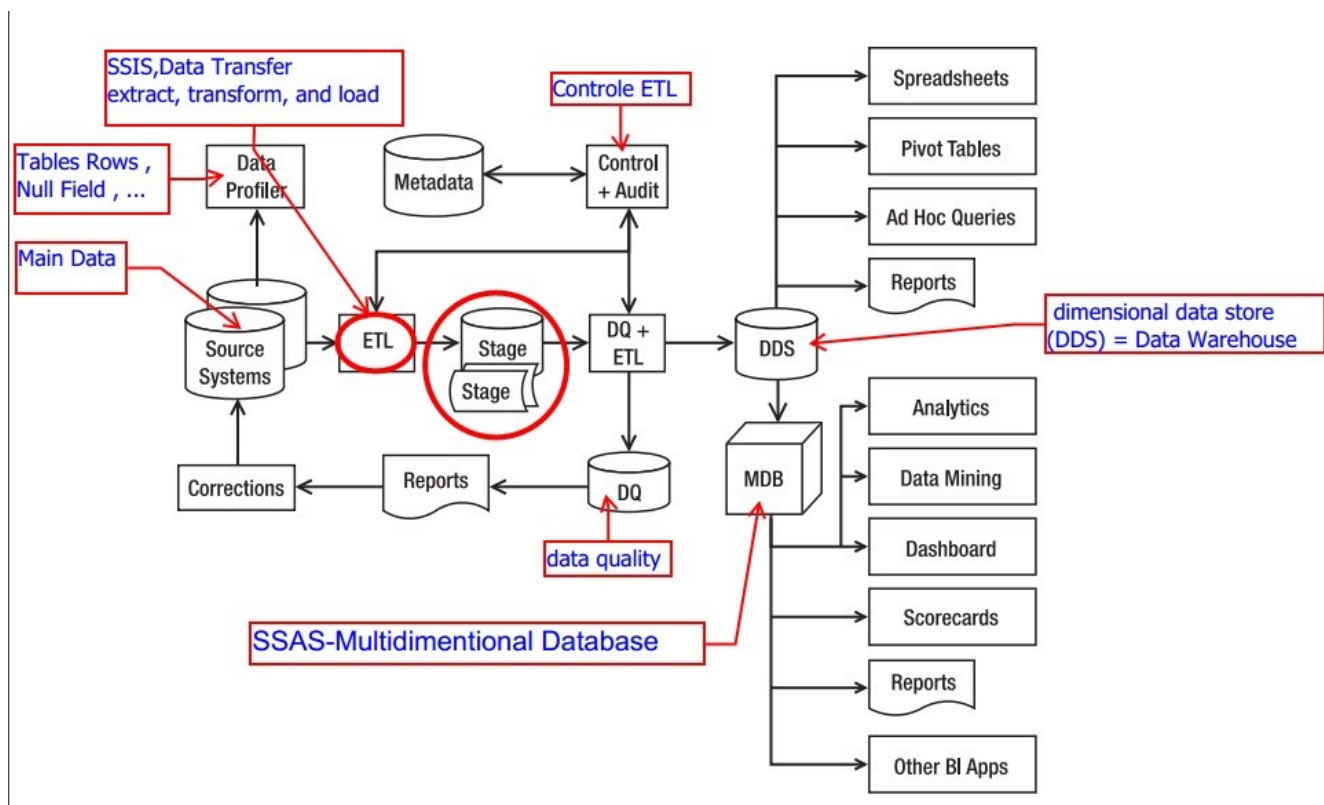 SSIS,Data Transfer
extract, transform, and load
Controle ETL
Tables Rows ,
Null Field , ...
Data
Profiler
Metadata
Control
+ Audit
Main Data
Source
Systems
ETL
Stage
Stage
DQ +
ETL
DDS
dimensional data store
(DDS) = Data Warehouse
Spreadsheets
Pivot Tables
Ad Hoc Queries
Reports
Corrections
Reports
DQ
data quality
MDB
SSAS-Multidimentional Database
Analytics
Data Mining
Dashboard
Scorecards
Reports
Other BI Apps